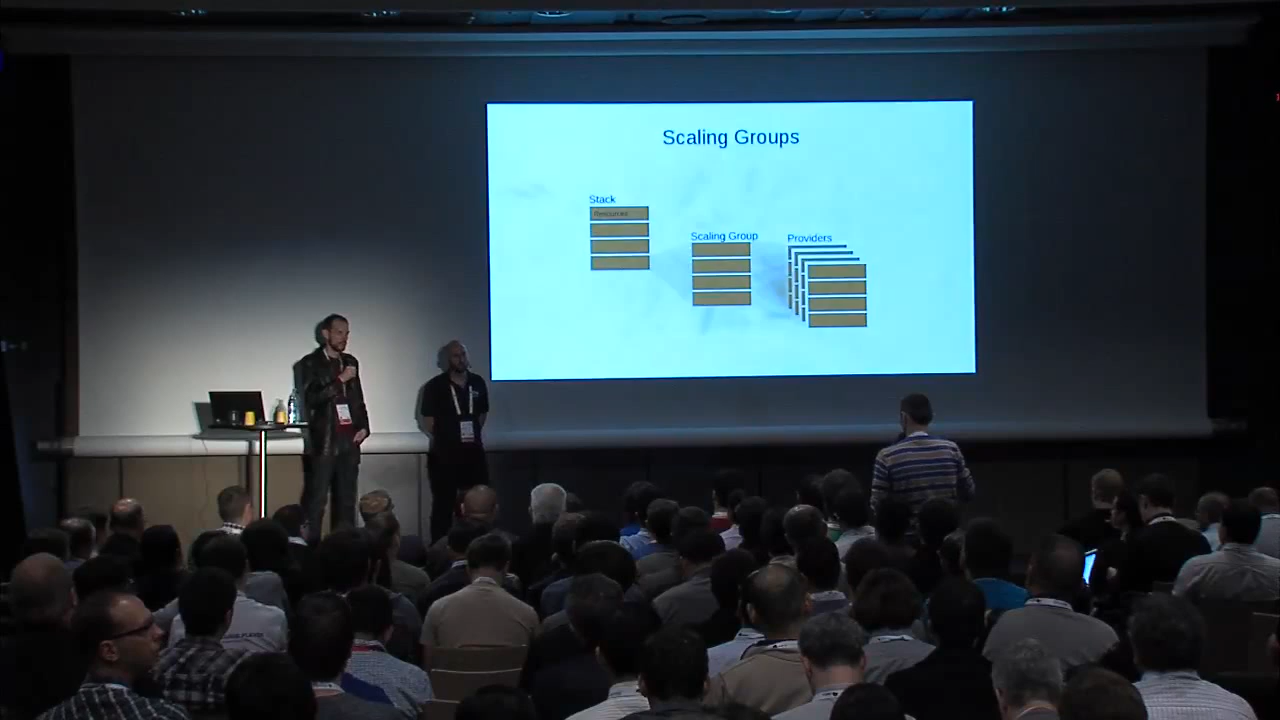 Scaling Groups
Stack
Resources
Scaling Group
Providers